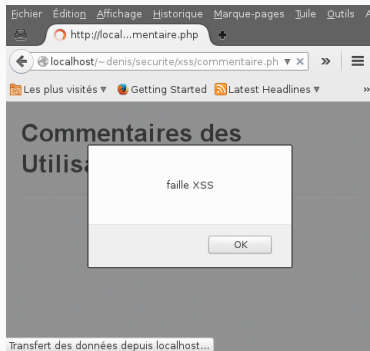 Fichier Édition Affichage Historique Marque-pages Tuile Outils A
http://local...mentaire.php
localhost/~denis/securite/xss/commentaire.ph
Les plus visités Getting Started Latest Headlines »
Commentaires des
Utilisa
faille XSS
OK
Transfert des données depuis localhost...